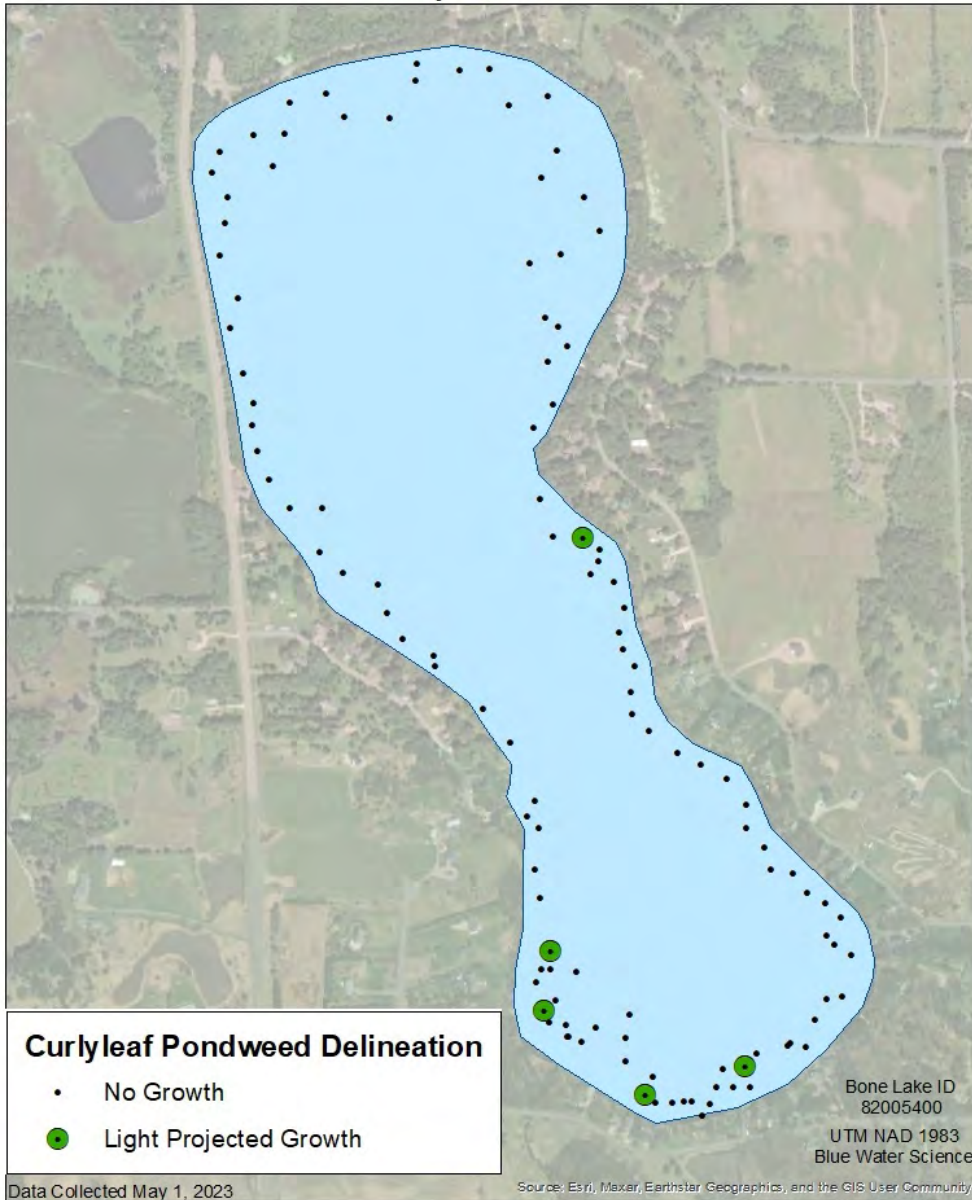 Curlyleaf Pondweed Delineation
No Growth
Light Projected Growth
Bone Lake ID
82005400
UTM NAD 1983
Blue Water Science
Data Collected May 1, 2023
Source: Esri, Maxar, Earthstar Geographics, and the GIS User Community